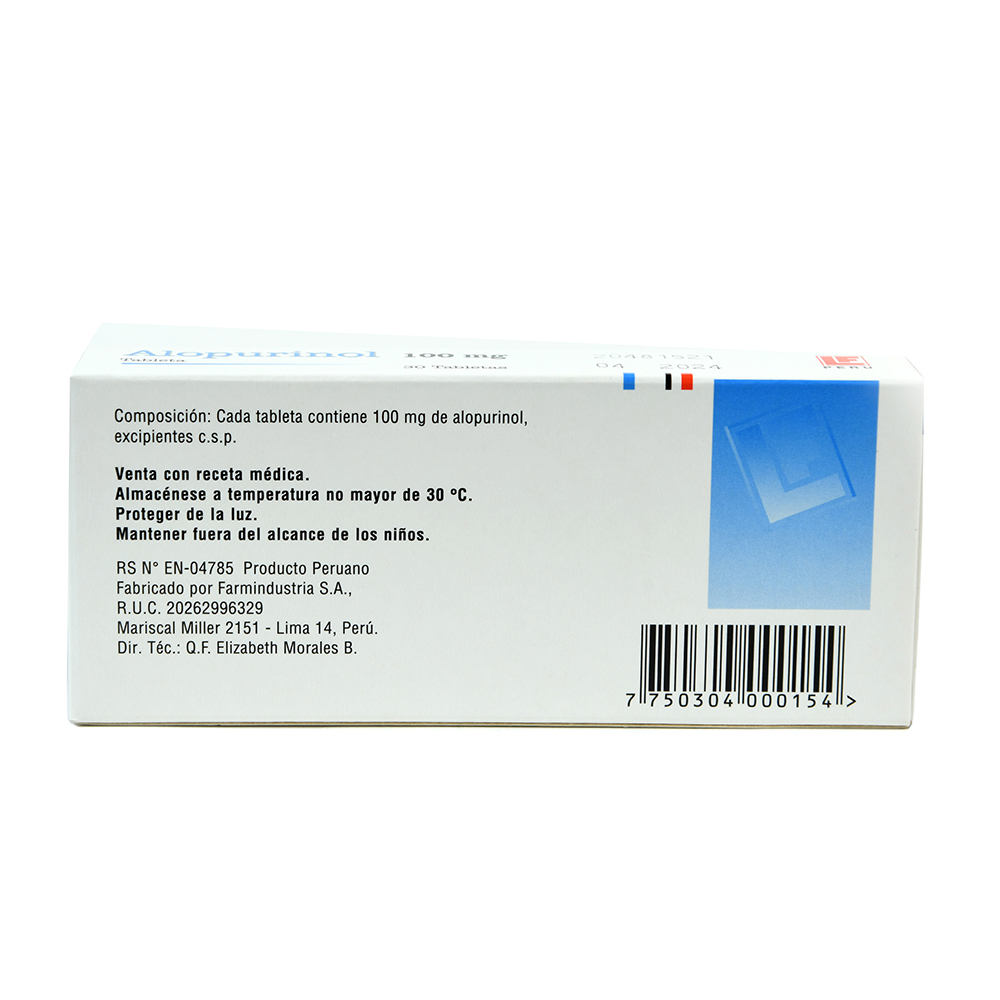 Alopurinol 100 mg
Tableta
30 Tabletas
20481521
04 2024
LF
PERU
Composición: Cada tableta contiene 100 mg de alopurinol,
excipientes c.s.p.
Venta con receta médica.
Almacénese a temperatura no mayor de 30 ºC.
Proteger de la luz.
Mantener fuera del alcance de los niños.
RS N° EN-04785 Producto Peruano
Fabricado por Farmindustria S.A.,
R.U.C. 20262996329
Mariscal Miller 2151 - Lima 14, Perú.
Dir. Téc.: Q.F. Elizabeth Morales B.
7 750304 000154 >